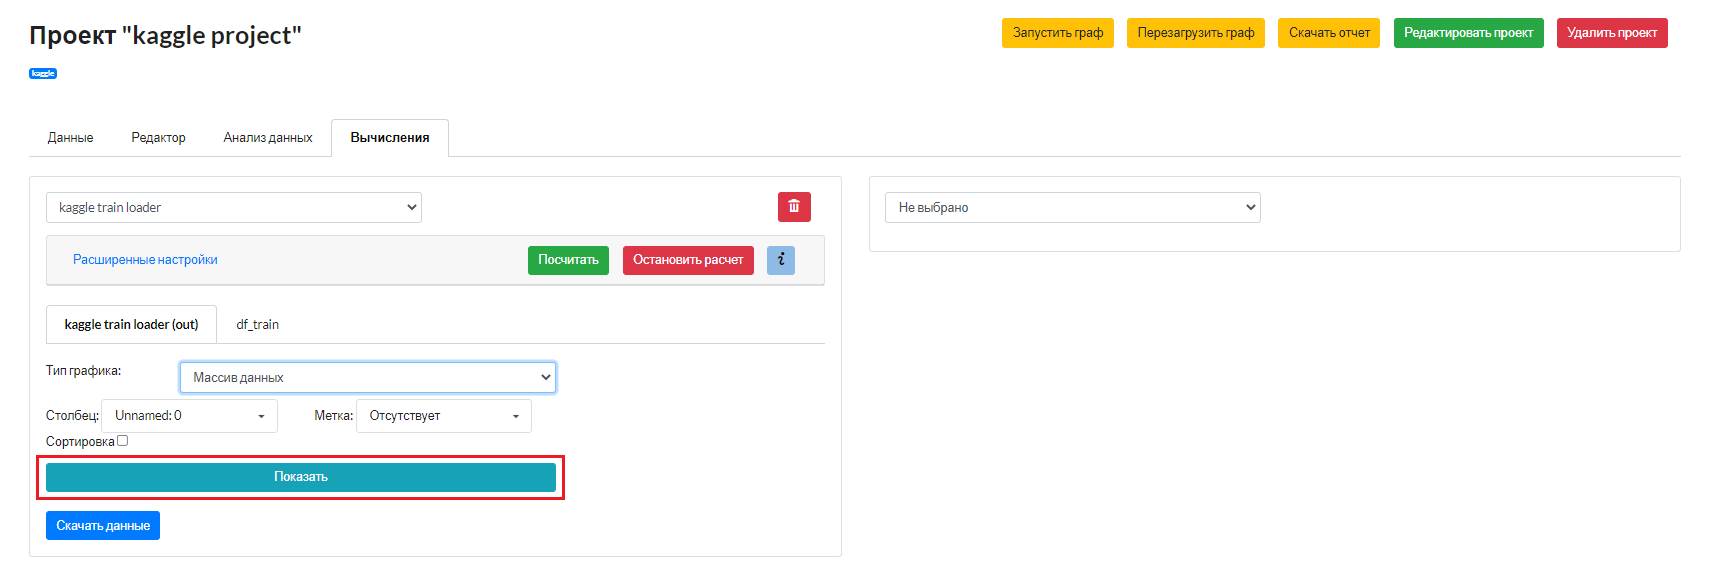 Проект "kaggle project"
Запустить граф Перезагрузить граф Скачать отчет Редактировать проект Удалить проект
kaggle
Данные Редактор Анализ данных Вычисления
kaggle train loader
Не выбрано
Расширенные настройки Посчитать Остановить расчет i
kaggle train loader (out) df_train
Тип графика: Массив данных
Столбец: Unnamed: 0 Метка: Отсутствует
Сортировка
Показать
Скачать данные